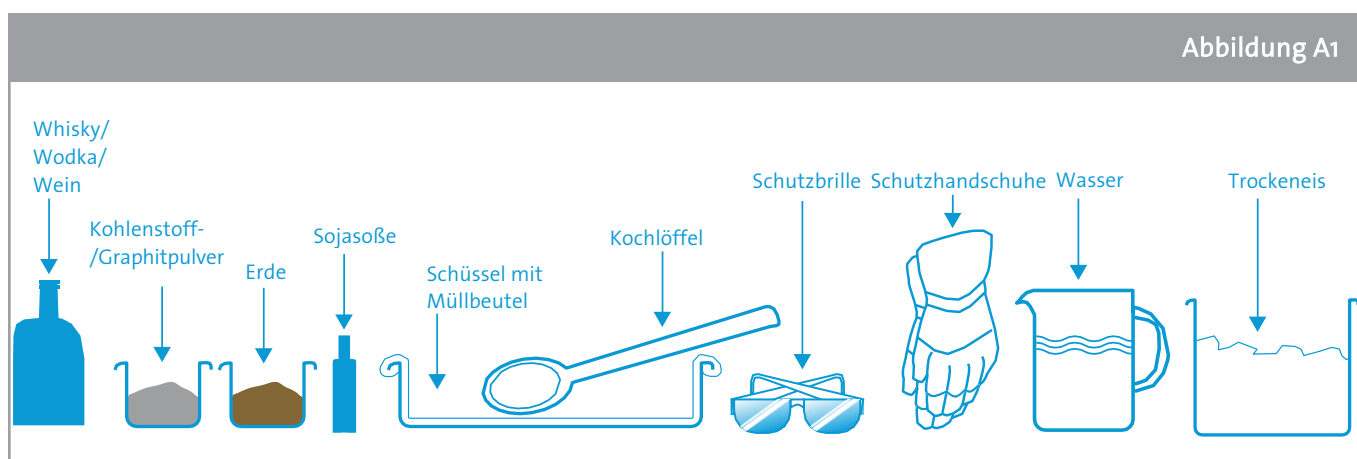 Abbildung A1
Whisky/
Wodka/
Wein
Kohlenstoff-
/Graphitpulver
Erde
Sojasoße
Schüssel mit
Müllbeutel
Kochlöffel
Schutzbrille
Schutzhandschuhe
Wasser
Trockeneis